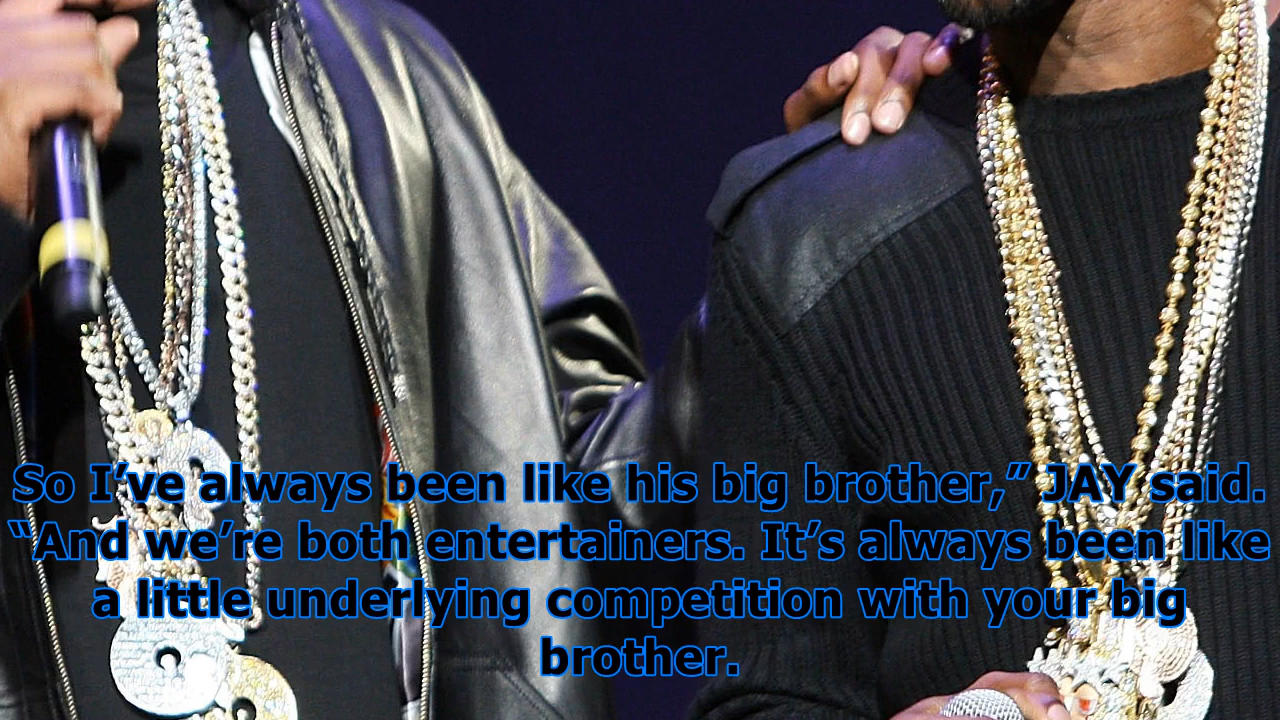 So I’ve always been like his big brother,” JAY said.
“And we’re both entertainers. It’s always been like
a little underlying competition with your big
brother.